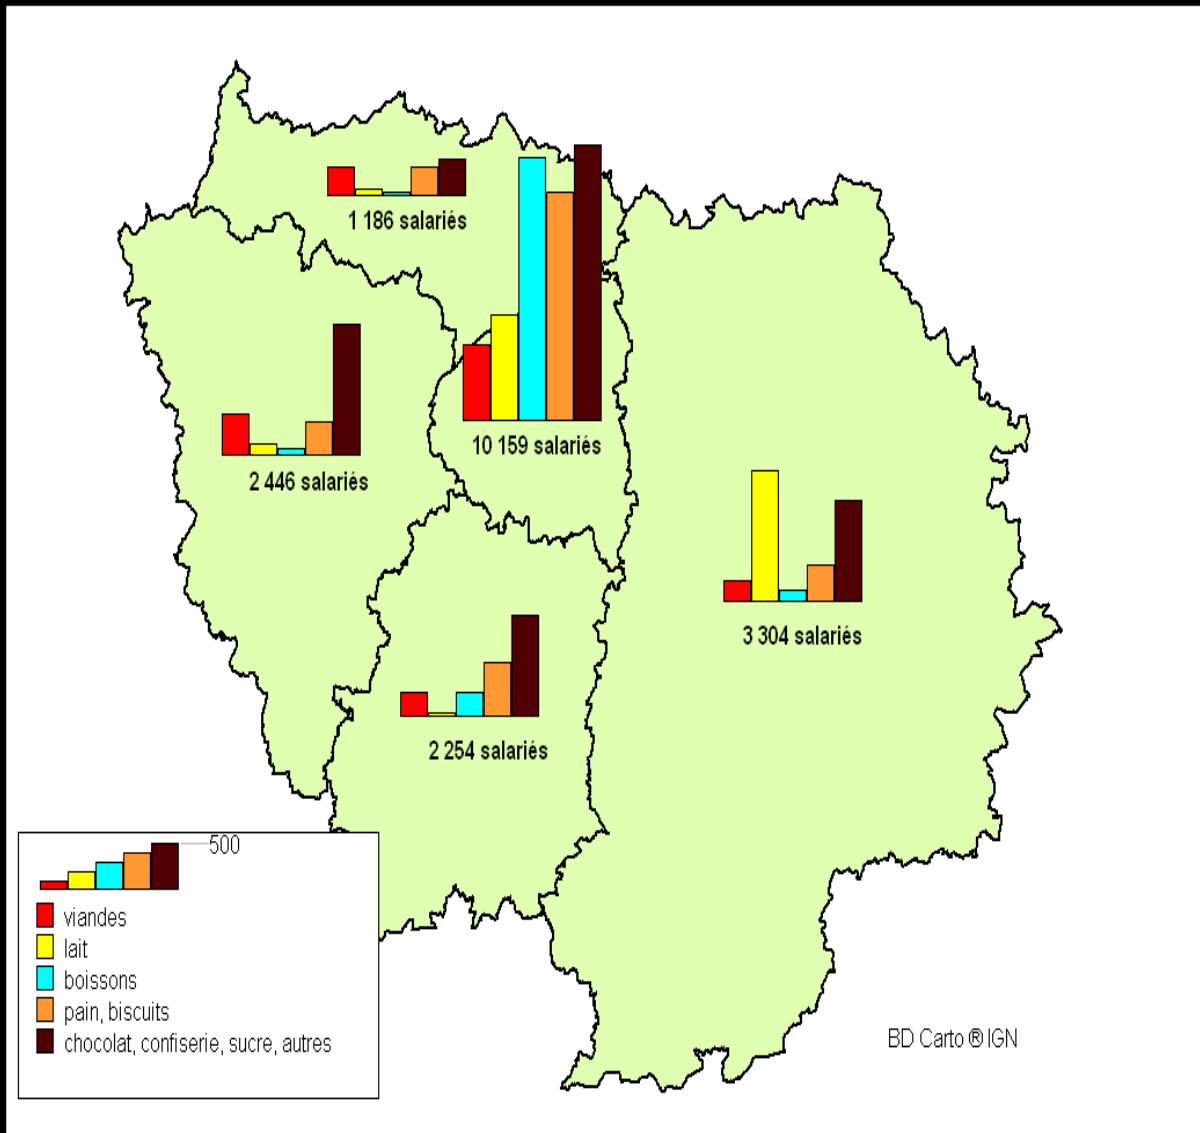 1 186 salariés
10 159 salariés
2 446 salariés
3 304 salariés
2 254 salariés
500
viandes
lait
boissons
pain, biscuits
chocolat, confiserie, sucre, autres
BD Carto ® IGN